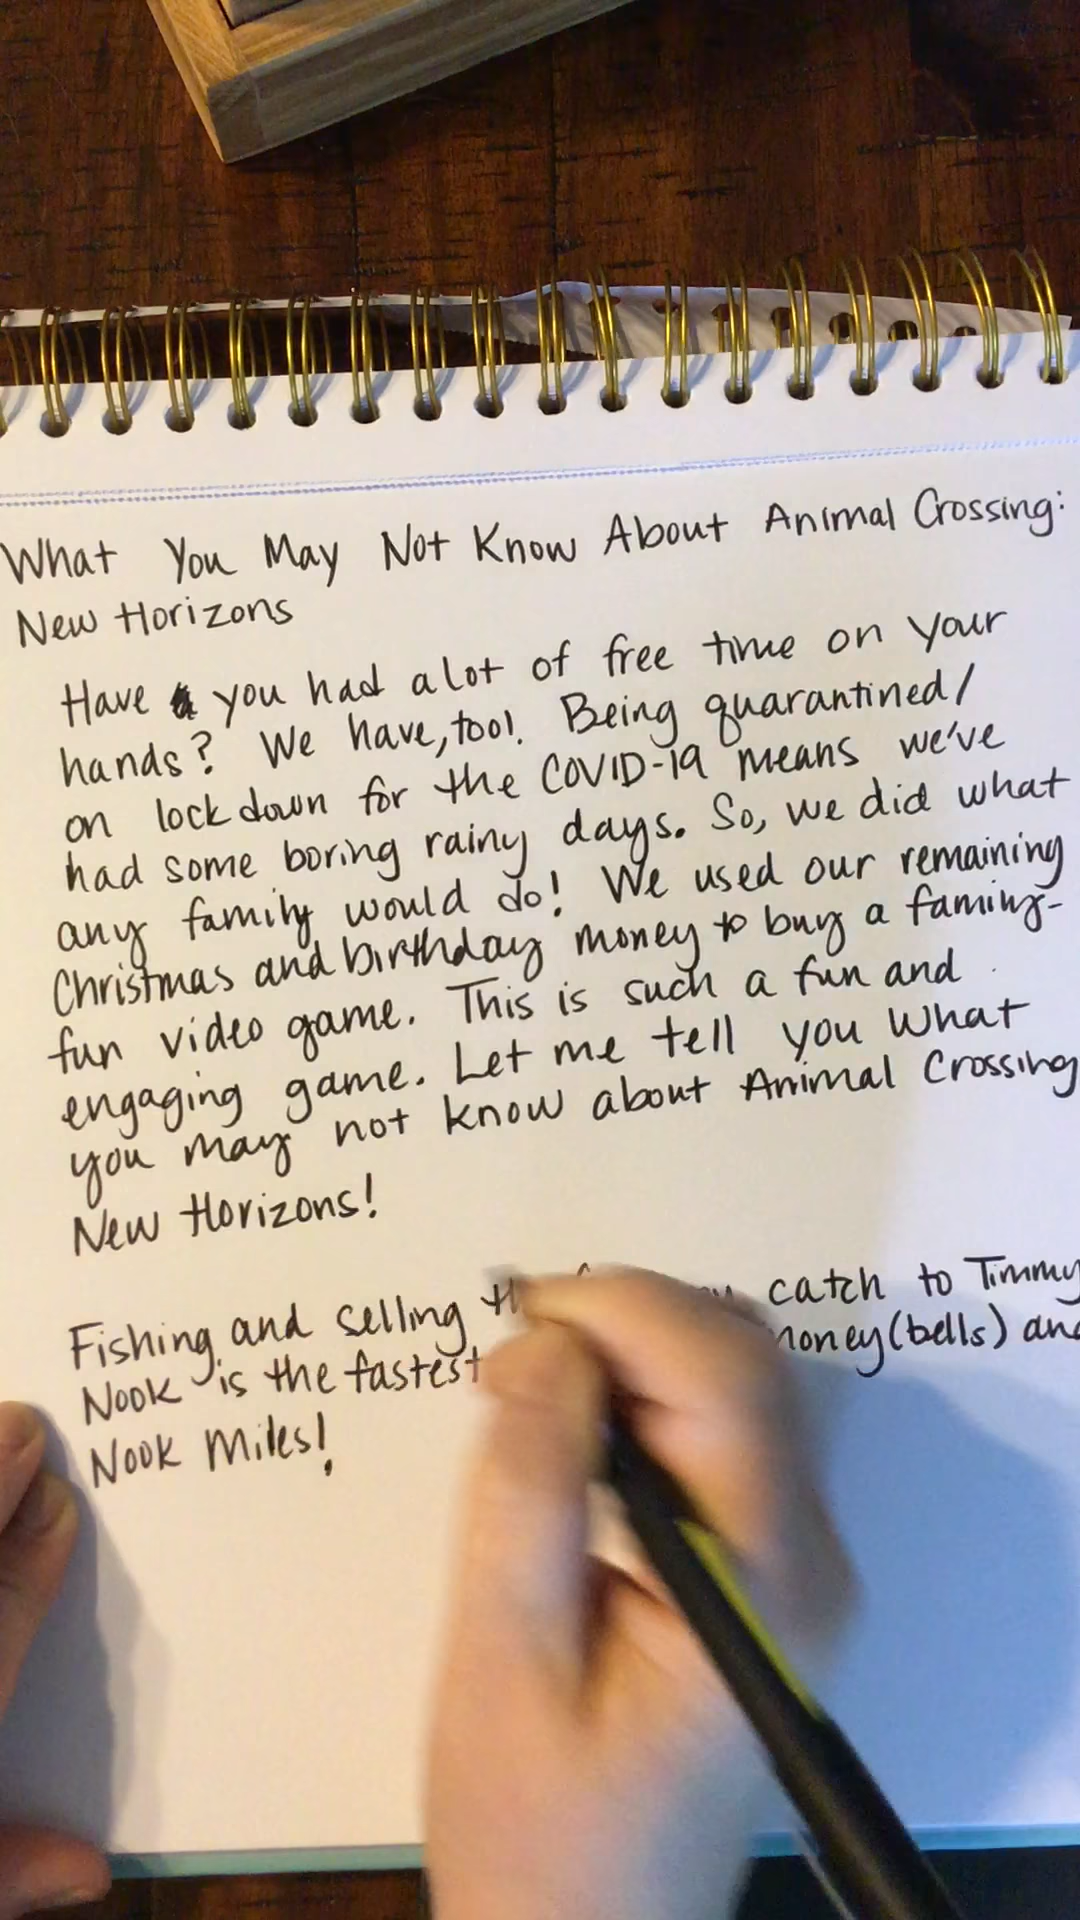 What You May Not Know About Animal Crossing:
New Horizons
Have you had a lot of free time on your
hands? We have, too! Being quarantined/
on lockdown for the COVID-19 means we've
had some boring rainy days. So, we did what
any family would do! We used our remaining
Christmas and birthday money to buy a family-
fun video game. This is such a fun and
engaging game. Let me tell you what
you may not know about Animal Crossing
New Horizons!
Fishing and selling catch to Timmy
Nook is the fastest money (bells) and
Nook Miles!